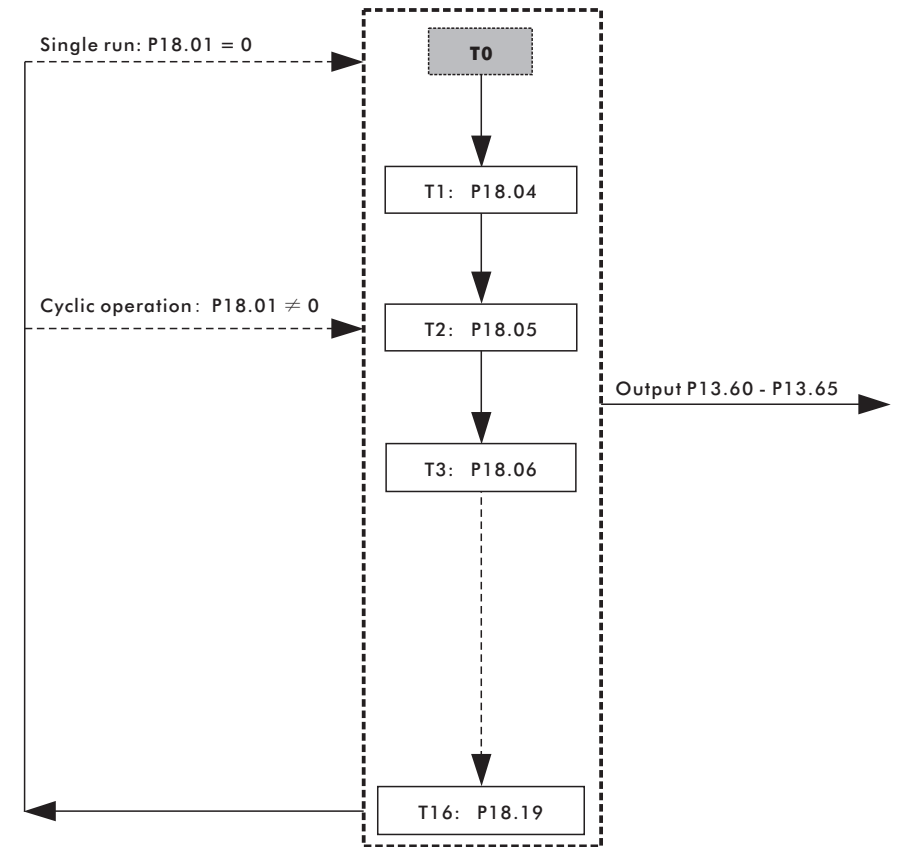 Single run: P18.01 = 0
T0
T1: P18.04
Cyclic operation: P18.01 ≠ 0
T2: P18.05
Output P13.60 - P13.65
T3: P18.06
T16: P18.19